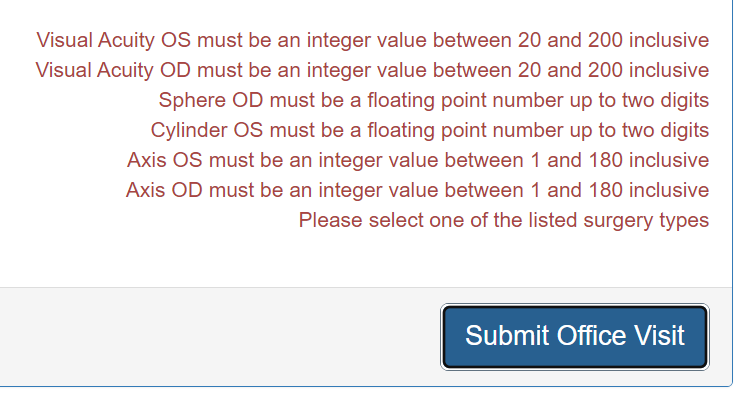 Visual Acuity OS must be an integer value between 20 and 200 inclusive
Visual Acuity OD must be an integer value between 20 and 200 inclusive
Sphere OD must be a floating point number up to two digits
Cylinder OS must be a floating point number up to two digits
Axis OS must be an integer value between 1 and 180 inclusive
Axis OD must be an integer value between 1 and 180 inclusive
Please select one of the listed surgery types
Submit Office Visit